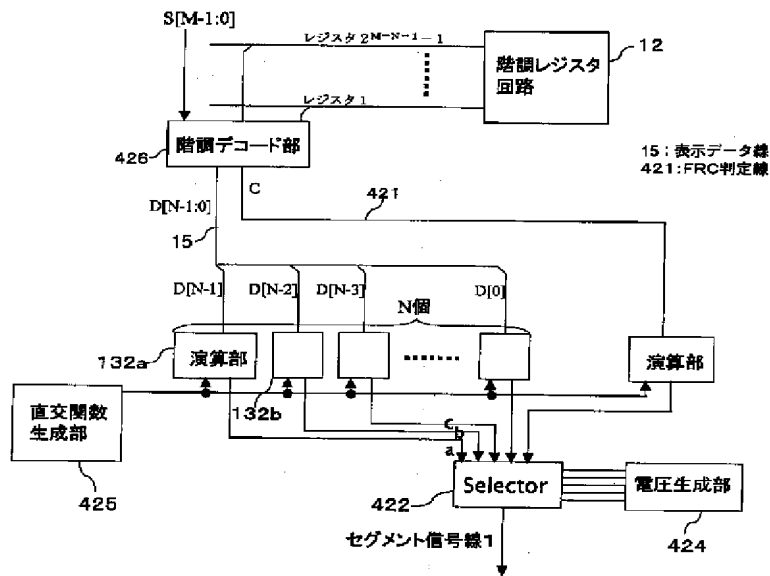 S[M-1:0]
レジスタ 2^M-N-1-1
12
階調レジスタ
回路
レジスタ 1
階調デコード部
426
15:表示データ線
421:FRC判定線
C
D[N-1:0]
421
15
D[N-1]
D[N-2]
D[N-3]
D[0]
N個
132a
演算部
演算部
132b
直交関数
生成部
425
c
b
a
Selector
422
電圧生成部
424
セグメント信号線1